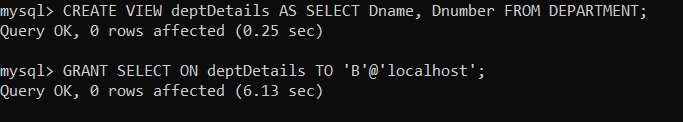 mysql> CREATE VIEW deptDetails AS SELECT Dname, Dnumber FROM DEPARTMENT;
Query OK, 0 rows affected (0.25 sec)
mysql> GRANT SELECT ON deptDetails TO 'B'@'localhost';
Query OK, 0 rows affected (6.13 sec)